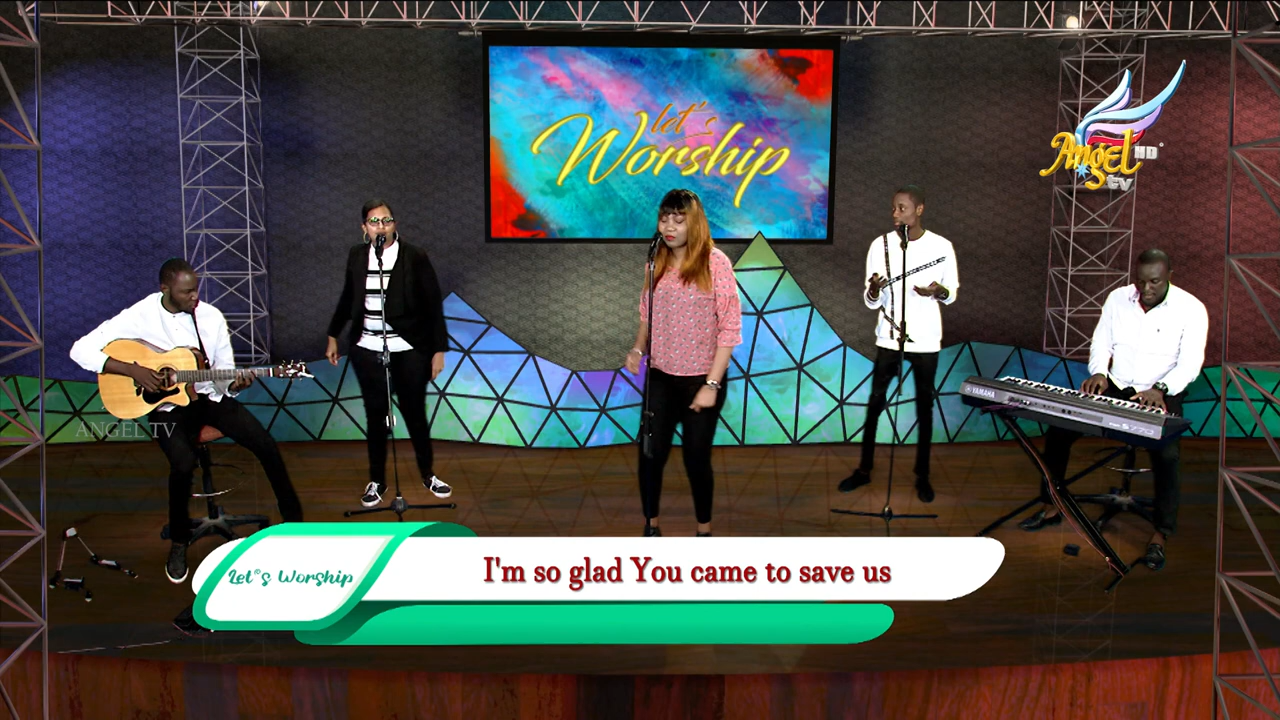 let's
Worship
Angel HD
tv
ANGEL TV
YAMAHA
Let's Worship
I'm so glad You came to save us